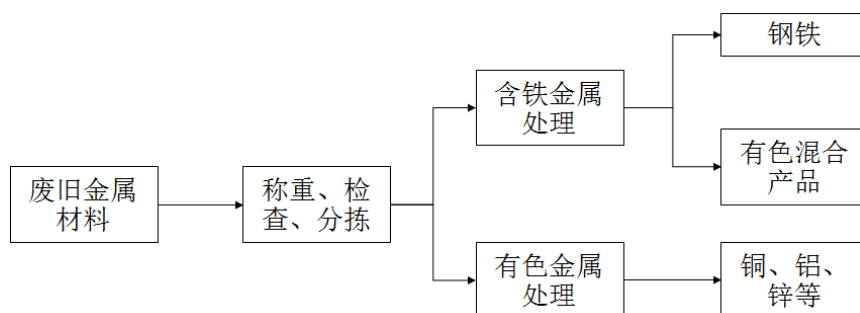 废旧金属
材料
称重、检
查、分拣
含铁金属
处理
有色金属
处理
钢铁
有色混合
产品
铜、铝、
锌等